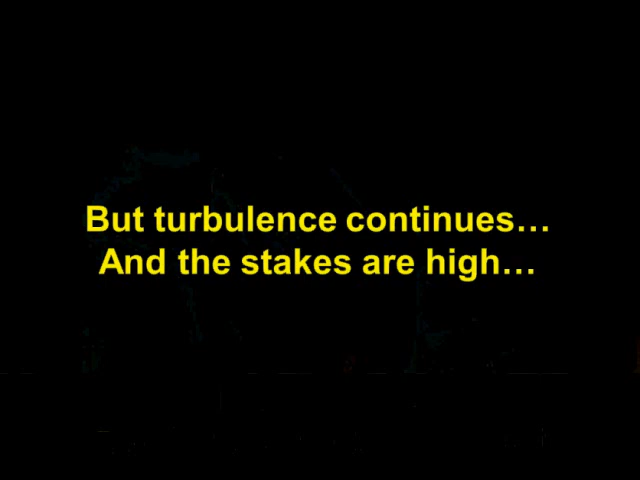 But turbulence continues…
And the stakes are high…